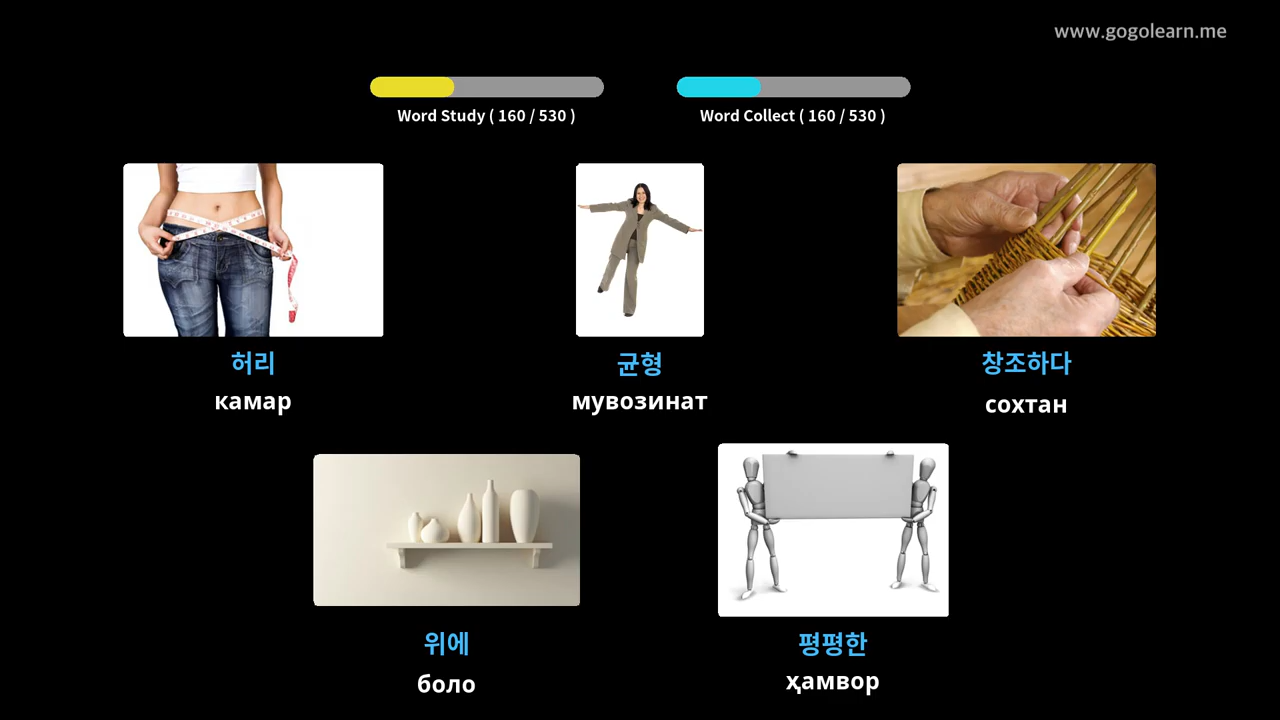 www.gogolearn.me
Word Study ( 160 / 530 )
Word Collect ( 160 / 530 )
허리
균형
창조하다
камар
мувозинат
сохтан
위에
평평한
боло
ҳамвор